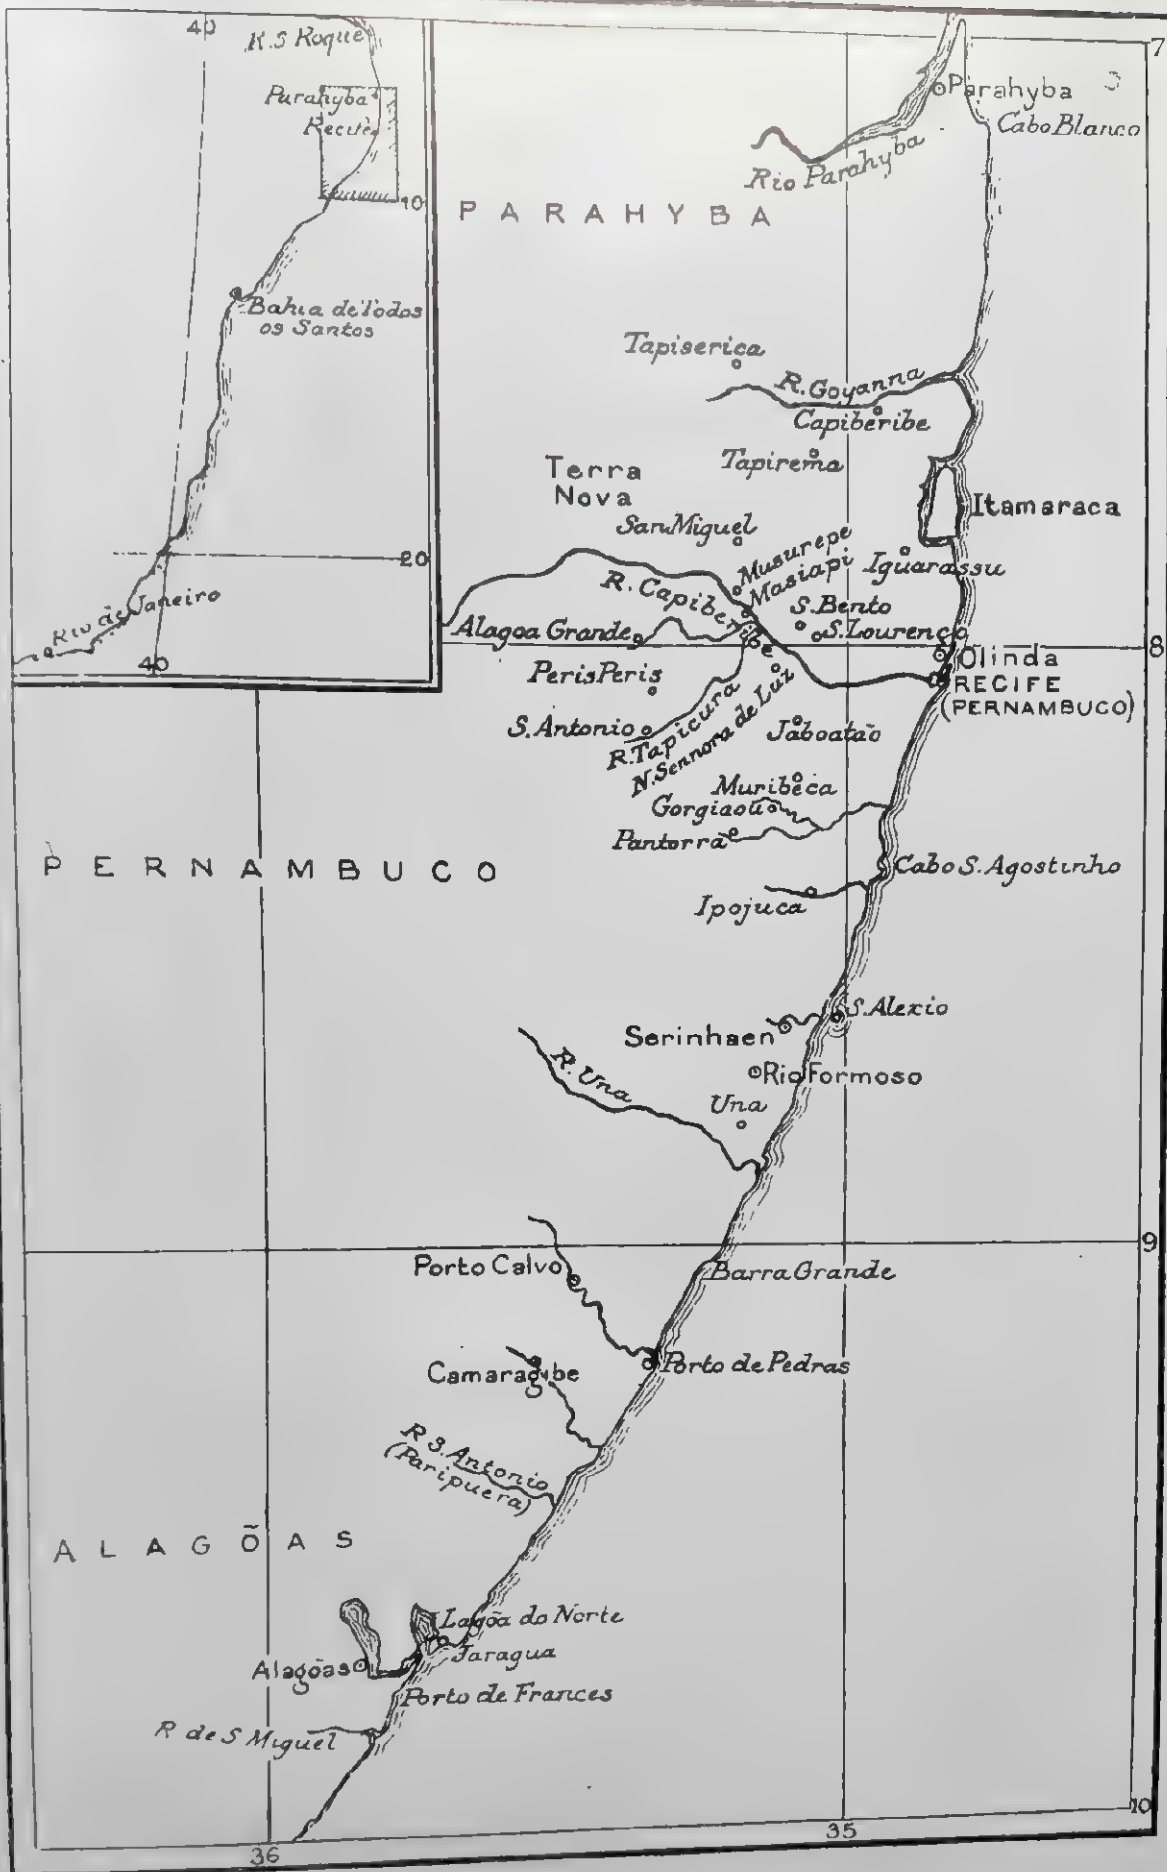 40
K.S Roque
Parahyba
Recife
10
Bahia de Todos
os Santos
20
Rio de Janeiro
40
7
Parahyba
Cabo Blanco
Rio Parahyba
PARAHYBA
Tapiserica
R. Goyanna
Capiberibe
Tapirema
Terra
Nova
Itamaraca
San Miguel
Musurepe
Masiapi
Iguarassu
R. Capiberibe
S. Bento
S. Lourenço
Alagoa Grande
8
Olinda
RECIFE
(PERNAMBUCO)
Peris Peris
S. Antonio
R. Tapicura
N. Sennora de Luz
Jaboatão
Muribeca
Gorgiaoú
Pantorra
PERNAMBUCO
Cabo S. Agostinho
Ipojuca
S. Alexio
Serinhaen
Rio Formoso
R. Una
Una
9
Porto Calvo
Barra Grande
Camaragibe
Porto de Pedras
R S. Antonio
(Paripuera)
ALAGÕAS
Lagõa do Norte
Jaragua
Alagõas
Porto de Frances
R de S Miguel
10
35
36